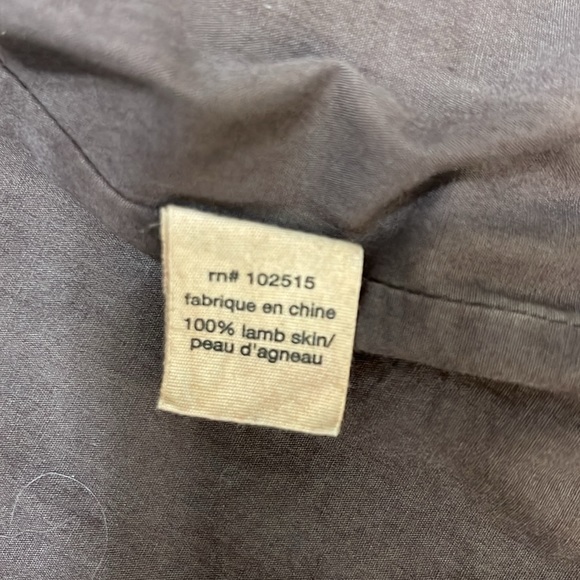 rn# 102515
fabrique en chine
100% lamb skin/
peau d'agneau